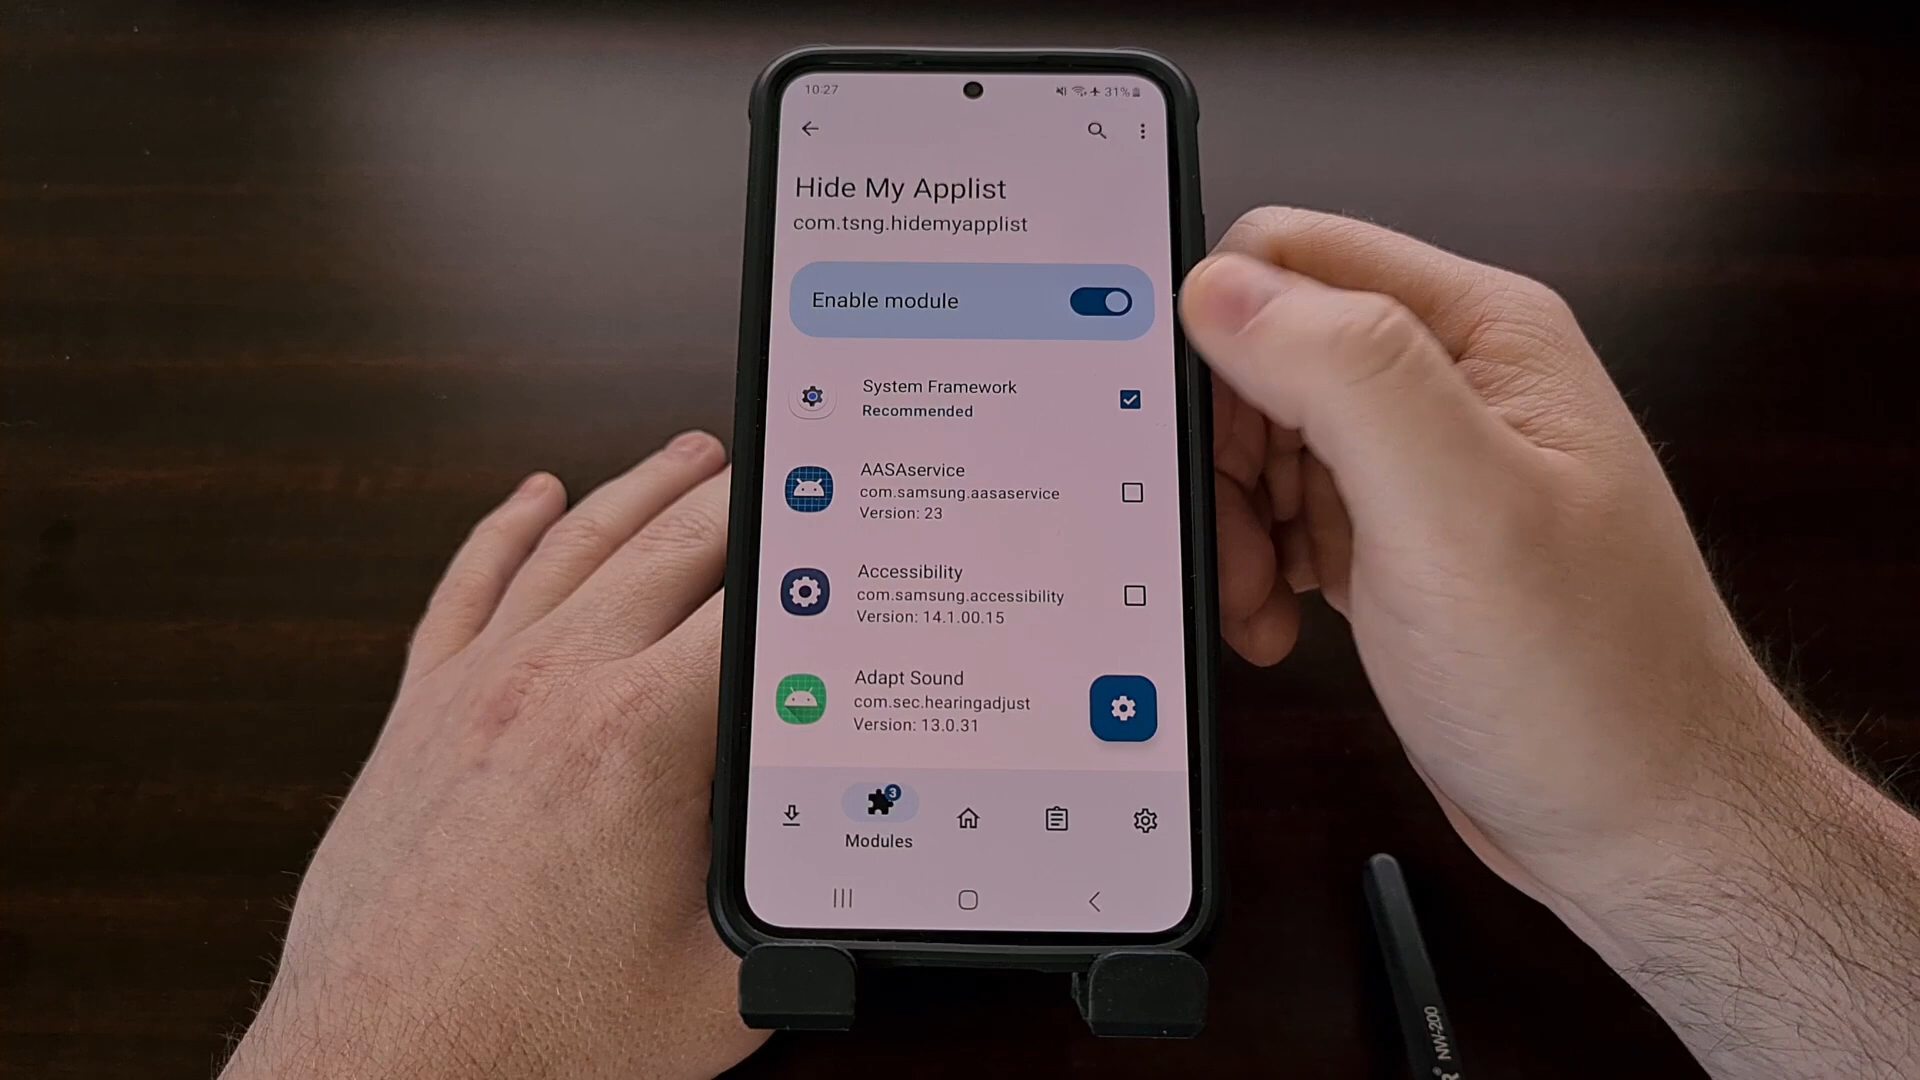 10:27
31%
Hide My Applist
com.tsng.hidemyapplist
Enable module
System Framework
Recommended
AASAservice
com.samsung.aasaservice
Version: 23
Accessibility
com.samsung.accessibility
Version: 14.1.00.15
Adapt Sound
com.sec.hearingadjust
Version: 13.0.31
3
Modules
R® NW-200